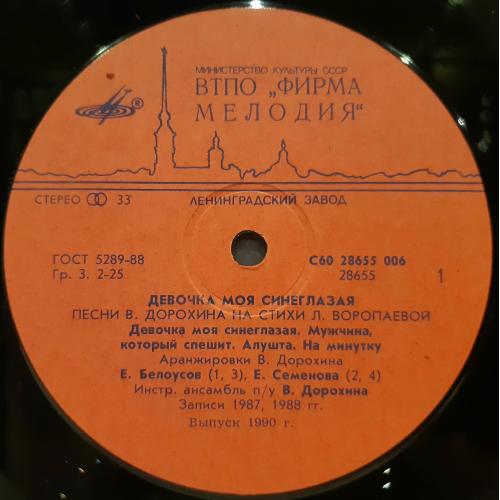 МИНИСТЕРСТВО КУЛЬТУРЫ СССР
ВТПО „ФИРМА
МЕЛОДИЯ“
®
СТЕРЕО 33 ЛЕНИНГРАДСКИЙ ЗАВОД
ГОСТ 5289-88 С60 28655 006
Гр. 3. 2-25 28655 1
ДЕВОЧКА МОЯ СИНЕГЛАЗАЯ
ПЕСНИ В. ДОРОХИНА НА СТИХИ Л. ВОРОПАЕВОЙ
Девочка моя синеглазая. Мужчина,
который спешит. Алушта. На минутку
Аранжировки В. Дорохина
Е. Белоусов (1, 3), Е. Семенова (2, 4)
Инстр. ансамбль п/у В. Дорохина
Записи 1987, 1988 гг.
Выпуск 1990 г.